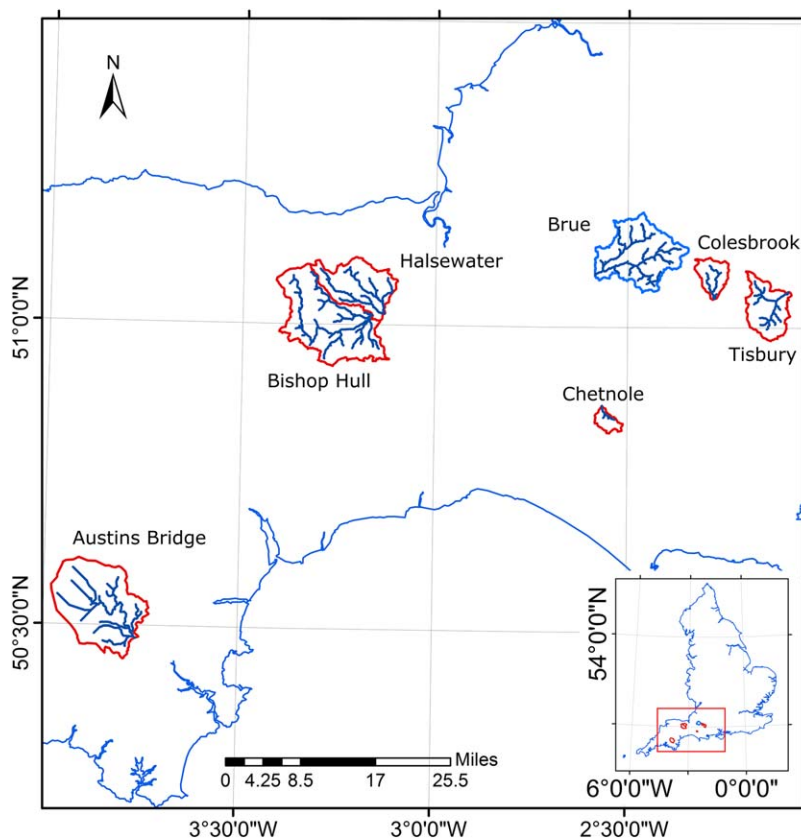 N
Brue
Colesbrook
Halsewater
51°0'0"N
Tisbury
Bishop Hull
Chetnole
Austins Bridge
50°30'0"N
54°0'0"N
Miles
0 4.25 8.5 17 25.5
6°0'0"W 0°0'0"
3°30'0"W 3°0'0"W 2°30'0"W